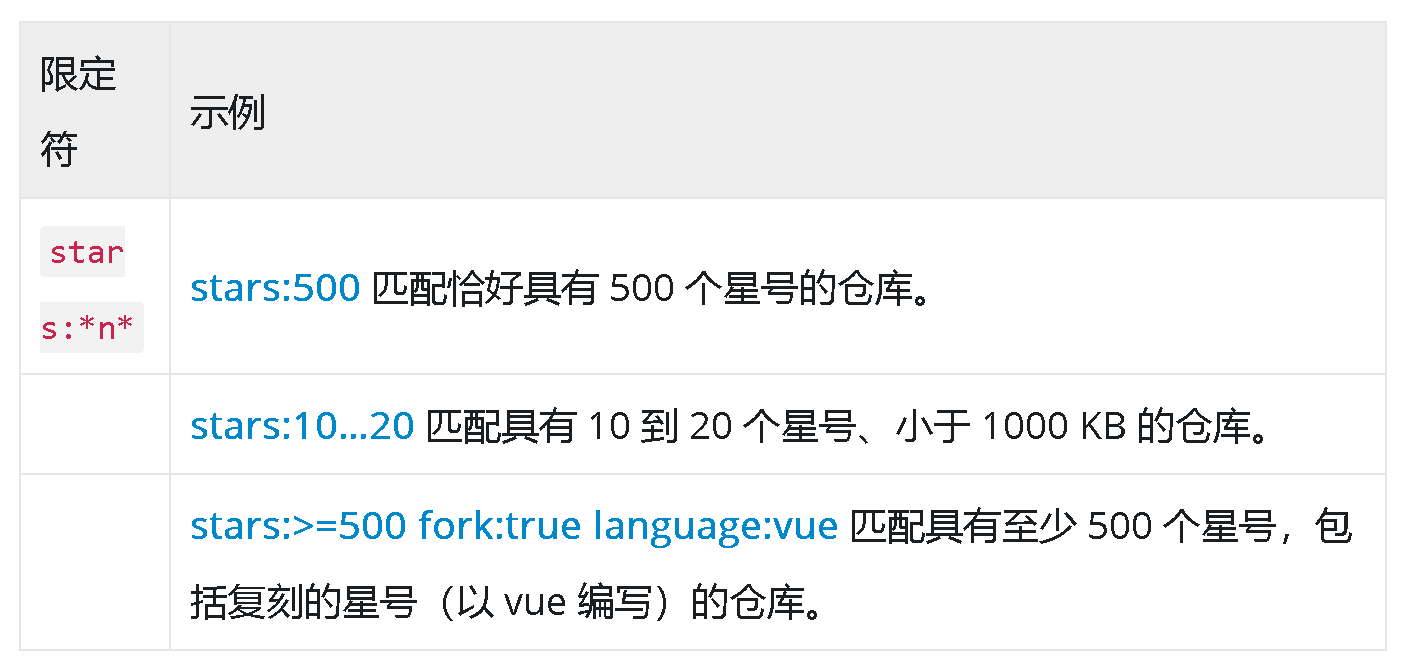 限定
符
示例
star
s:*n*
stars:500 匹配恰好具有 500 个星号的仓库。
stars:10...20 匹配具有 10 到 20 个星号、小于 1000 KB 的仓库。
stars:>=500 fork:true language:vue 匹配具有至少 500 个星号，包
括复刻的星号（以 vue 编写）的仓库。